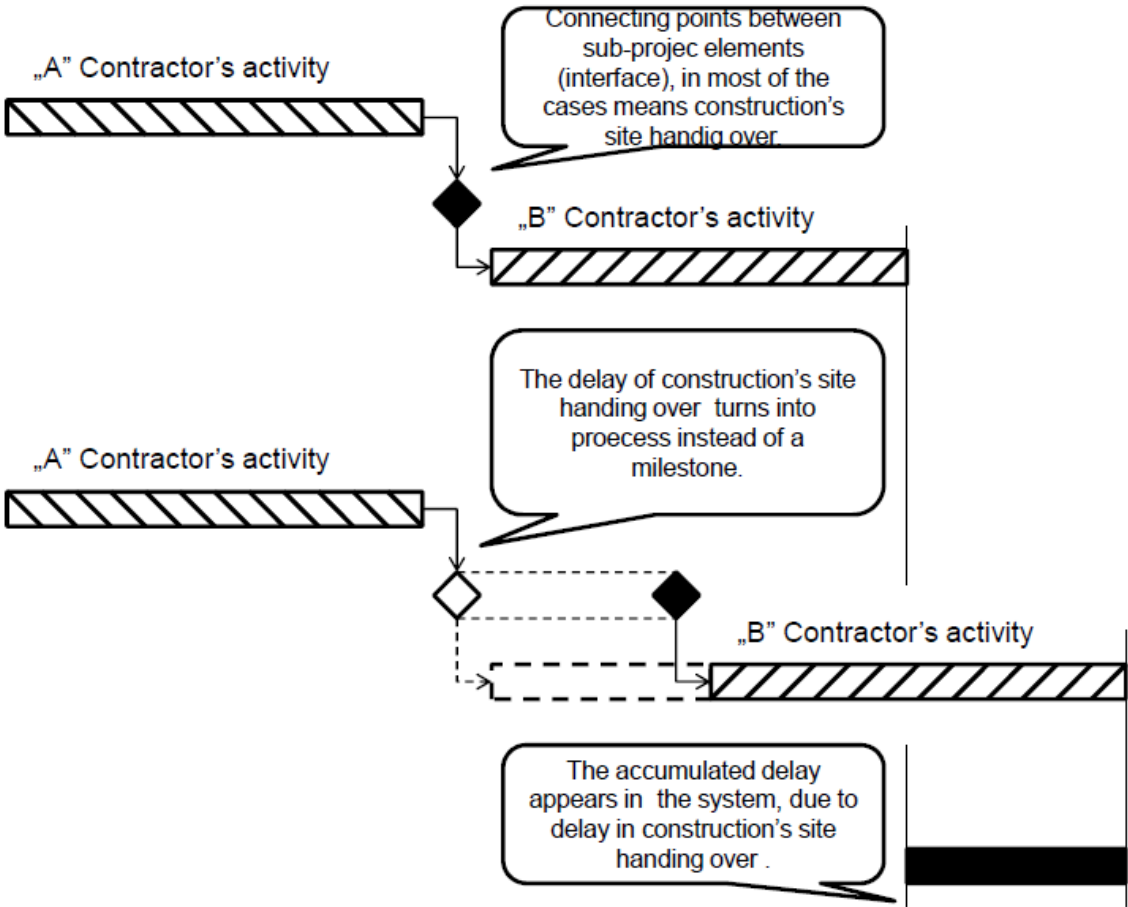 Connecting points between
sub-projec elements
(interface), in most of the
cases means construction's
site handig over.
„A” Contractor's activity
„B” Contractor's activity
The delay of construction's site
handing over turns into
proecess instead of a
milestone.
„A” Contractor's activity
„B” Contractor's activity
The accumulated delay
appears in the system, due to
delay in construction's site
handing over .